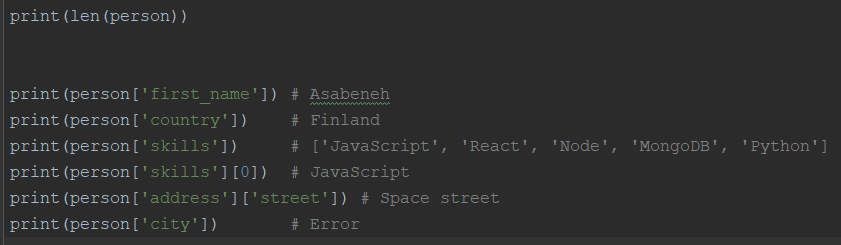 print(len(person))
print(person['first_name']) # Asabeneh
print(person['country'])    # Finland
print(person['skills'])     # ['JavaScript', 'React', 'Node', 'MongoDB', 'Python']
print(person['skills'][0])  # JavaScript
print(person['address']['street']) # Space street
print(person['city'])       # Error